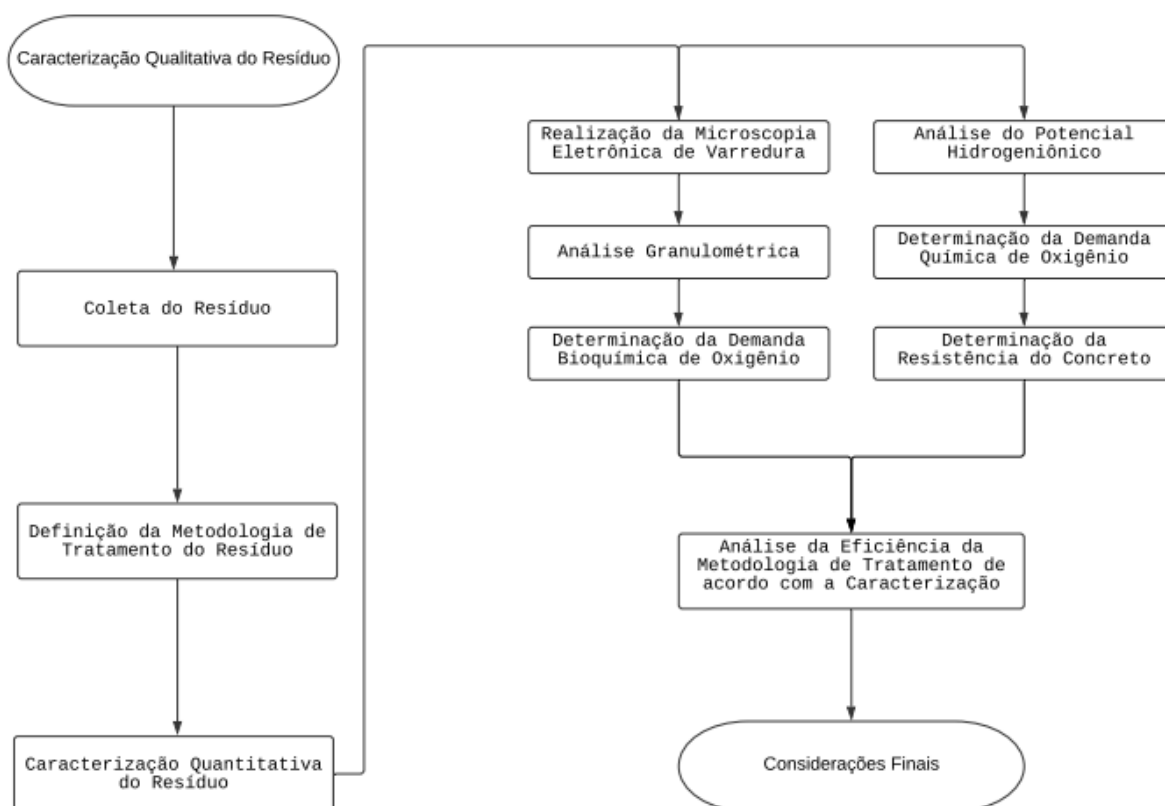 Caracterização Qualitativa do Resíduo
Coleta do Resíduo
Definição da Metodologia de
Tratamento do Resíduo
Caracterização Quantitativa
do Resíduo
Realização da Microscopia
Eletrônica de Varredura
Análise Granulométrica
Determinação da Demanda
Bioquímica de Oxigênio
Análise do Potencial
Hidrogeniônico
Determinação da Demanda
Química de Oxigênio
Determinação da
Resistência do Concreto
Análise da Eficiência da
Metodologia de Tratamento de
acordo com a Caracterização
Considerações Finais